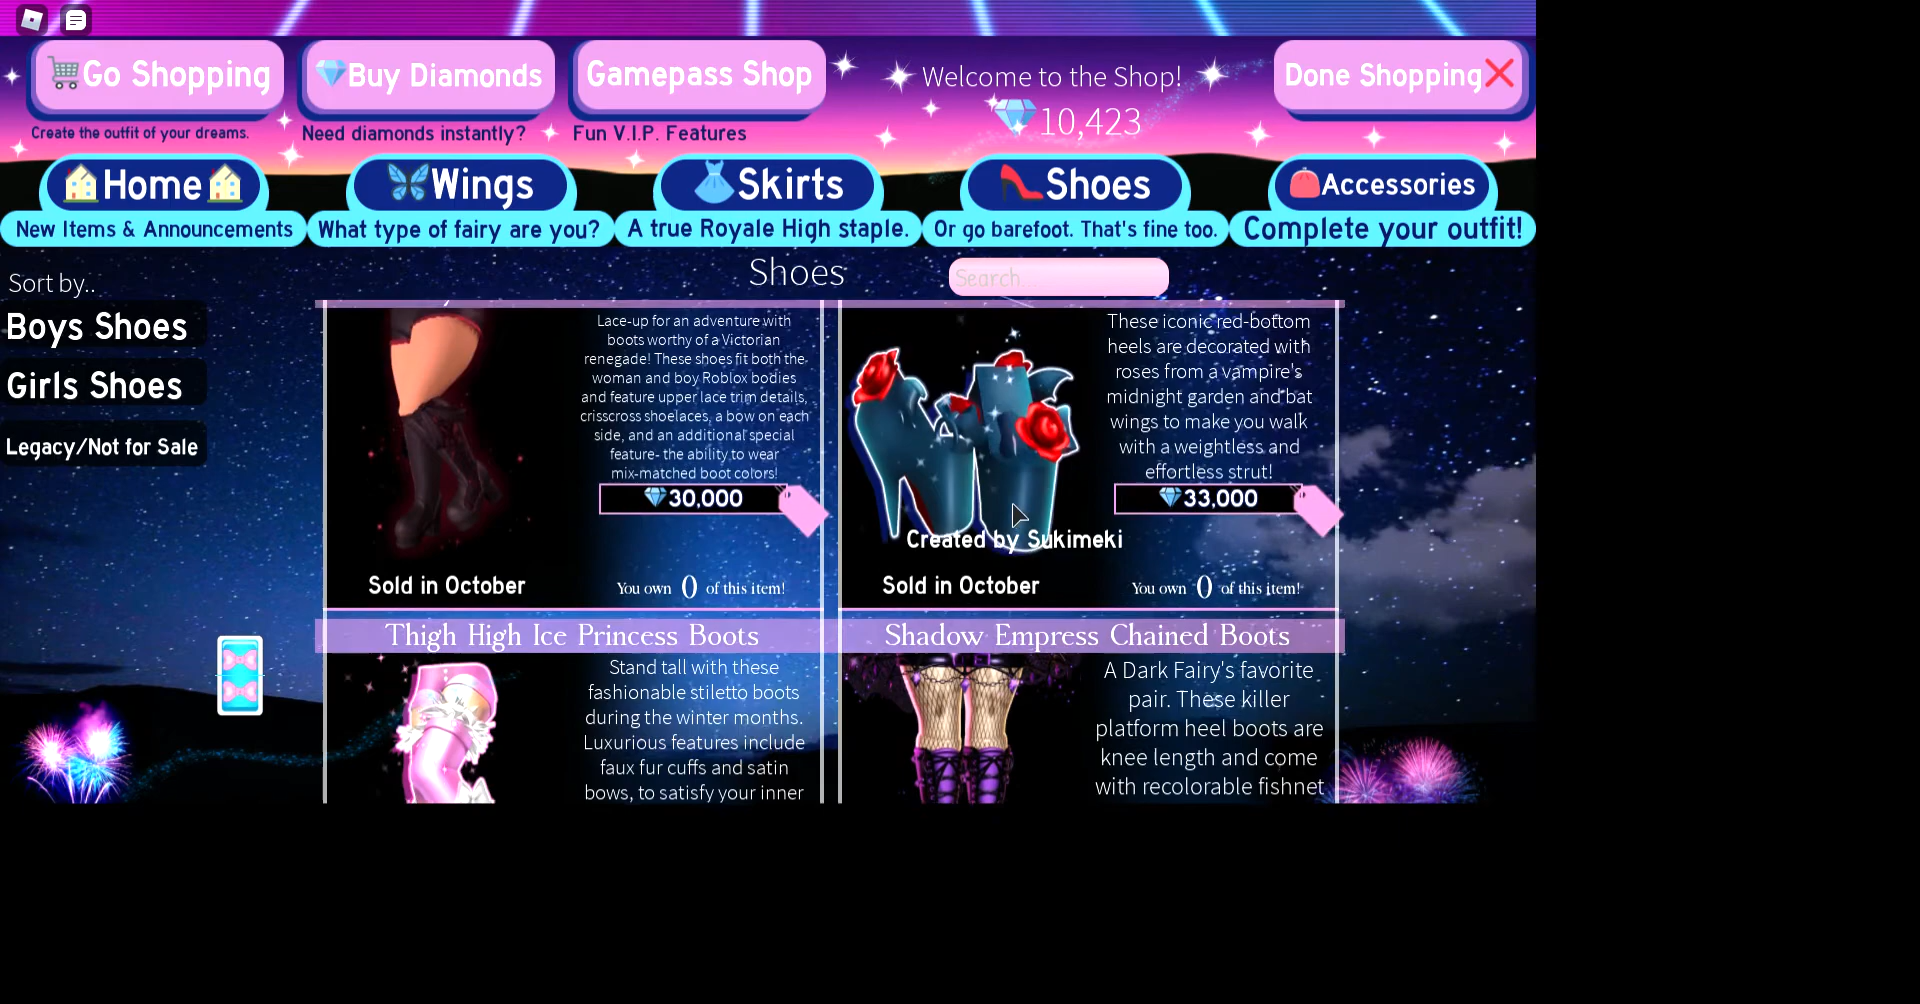 Go Shopping
Buy Diamonds
Gamepass Shop
Welcome to the Shop!
Done Shopping
10,423
Create the outfit of your dreams.
Need diamonds instantly?
Fun V.I.P. Features
Home
Wings
Skirts
Shoes
Accessories
New Items & Announcements
What type of fairy are you?
A true Royale High staple.
Or go barefoot. That's fine too.
Complete your outfit!
Shoes
Search...
Sort by..
Boys Shoes
Girls Shoes
Legacy/Not for Sale
Lace-up for an adventure with
boots worthy of a Victorian
renegade! These shoes fit both the
woman and boy Roblox bodies
and feature upper lace trim details,
crisscross shoelaces, a bow on each
side, and an additional special
feature- the ability to wear
mix-matched boot colors!
30,000
Sold in October
You own 0 of this item!
These iconic red-bottom
heels are decorated with
roses from a vampire's
midnight garden and bat
wings to make you walk
with a weightless and
effortless strut!
33,000
Created by Sukimeki
Sold in October
You own 0 of this item!
Thigh High Ice Princess Boots
Stand tall with these
fashionable stiletto boots
during the winter months.
Luxurious features include
faux fur cuffs and satin
bows, to satisfy your inner
Shadow Empress Chained Boots
A Dark Fairy's favorite
pair. These killer
platform heel boots are
knee length and come
with recolorable fishnet